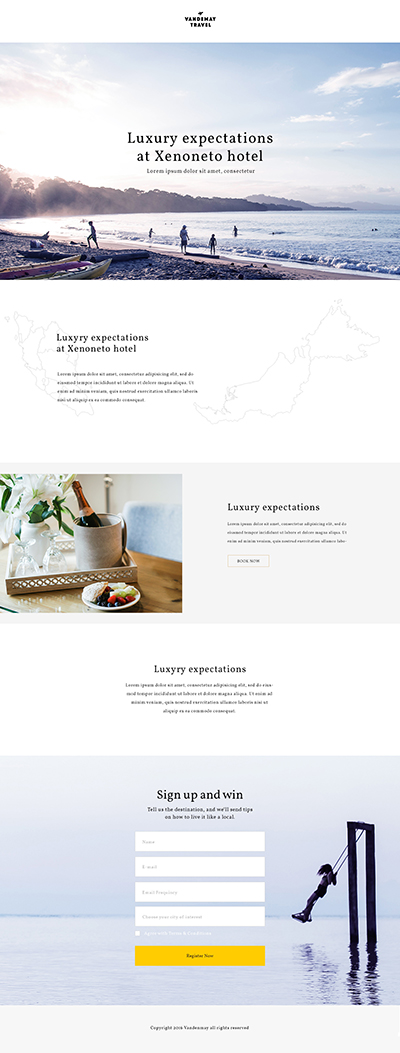 VANDEMAY
TRAVEL
Luxury expectations
at Xenoneto hotel
Lorem ipsum dolor sit amet, consectetur
Luxyry expectations
at Xenoneto hotel
Lorem ipsum dolor sit amet, consectetur adipisicing elit, sed do
eiusmod tempor incididunt ut labore et dolore magna aliqua. Ut
enim ad minim veniam, quis nostrud exercitation ullamco laboris
nisi ut aliquip ex ea commodo consequat.
Luxury expectations
Lorem ipsum dolor sit amet, consectetur adipisicing elit, sed do
eiusmod tempor incididunt ut labore et dolore magna aliqua. Ut
enim ad minim veniam, quis nostrud exercitation ullamco labo-
BOOK NOW
Luxyry expectations
Lorem ipsum dolor sit amet, consectetur adipisicing elit, sed do eius-
mod tempor incididunt ut labore et dolore magna aliqua. Ut enim ad
minim veniam, quis nostrud exercitation ullamco laboris nisi ut
aliquip ex ea commodo consequat.
Sign up and win
Tell us the destination, and we'll send tips
on how to live it like a local.
Name
E-mail
Email Frequency
Choose your city of interest
Agree with Terms & Conditions
Register Now
Copyright 2016 Vandemay all rights reserved